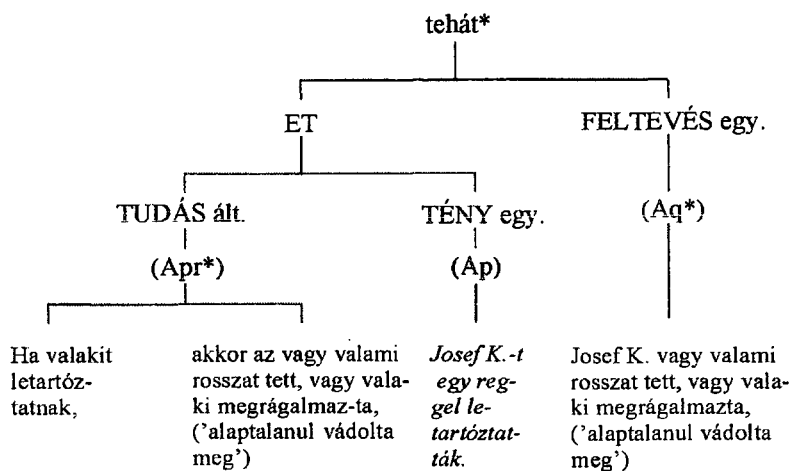 tehát*
ET
FELTEVÉS egy.
TUDÁS ált.
TÉNY egy.
(Aq*)
(Apr*)
(Ap)
Ha valakit
letartóz-
tatnak,
akkor az vagy valami
rosszat tett, vagy vala-
ki megrágalmaz-ta,
('alaptalanul vádolta
meg')
Josef K.-t
egy reg-
gel le-
tartóztat-
ták.
Josef K. vagy valami
rosszat tett, vagy vala-
ki megrágalmazta,
('alaptalanul vádolta
meg')